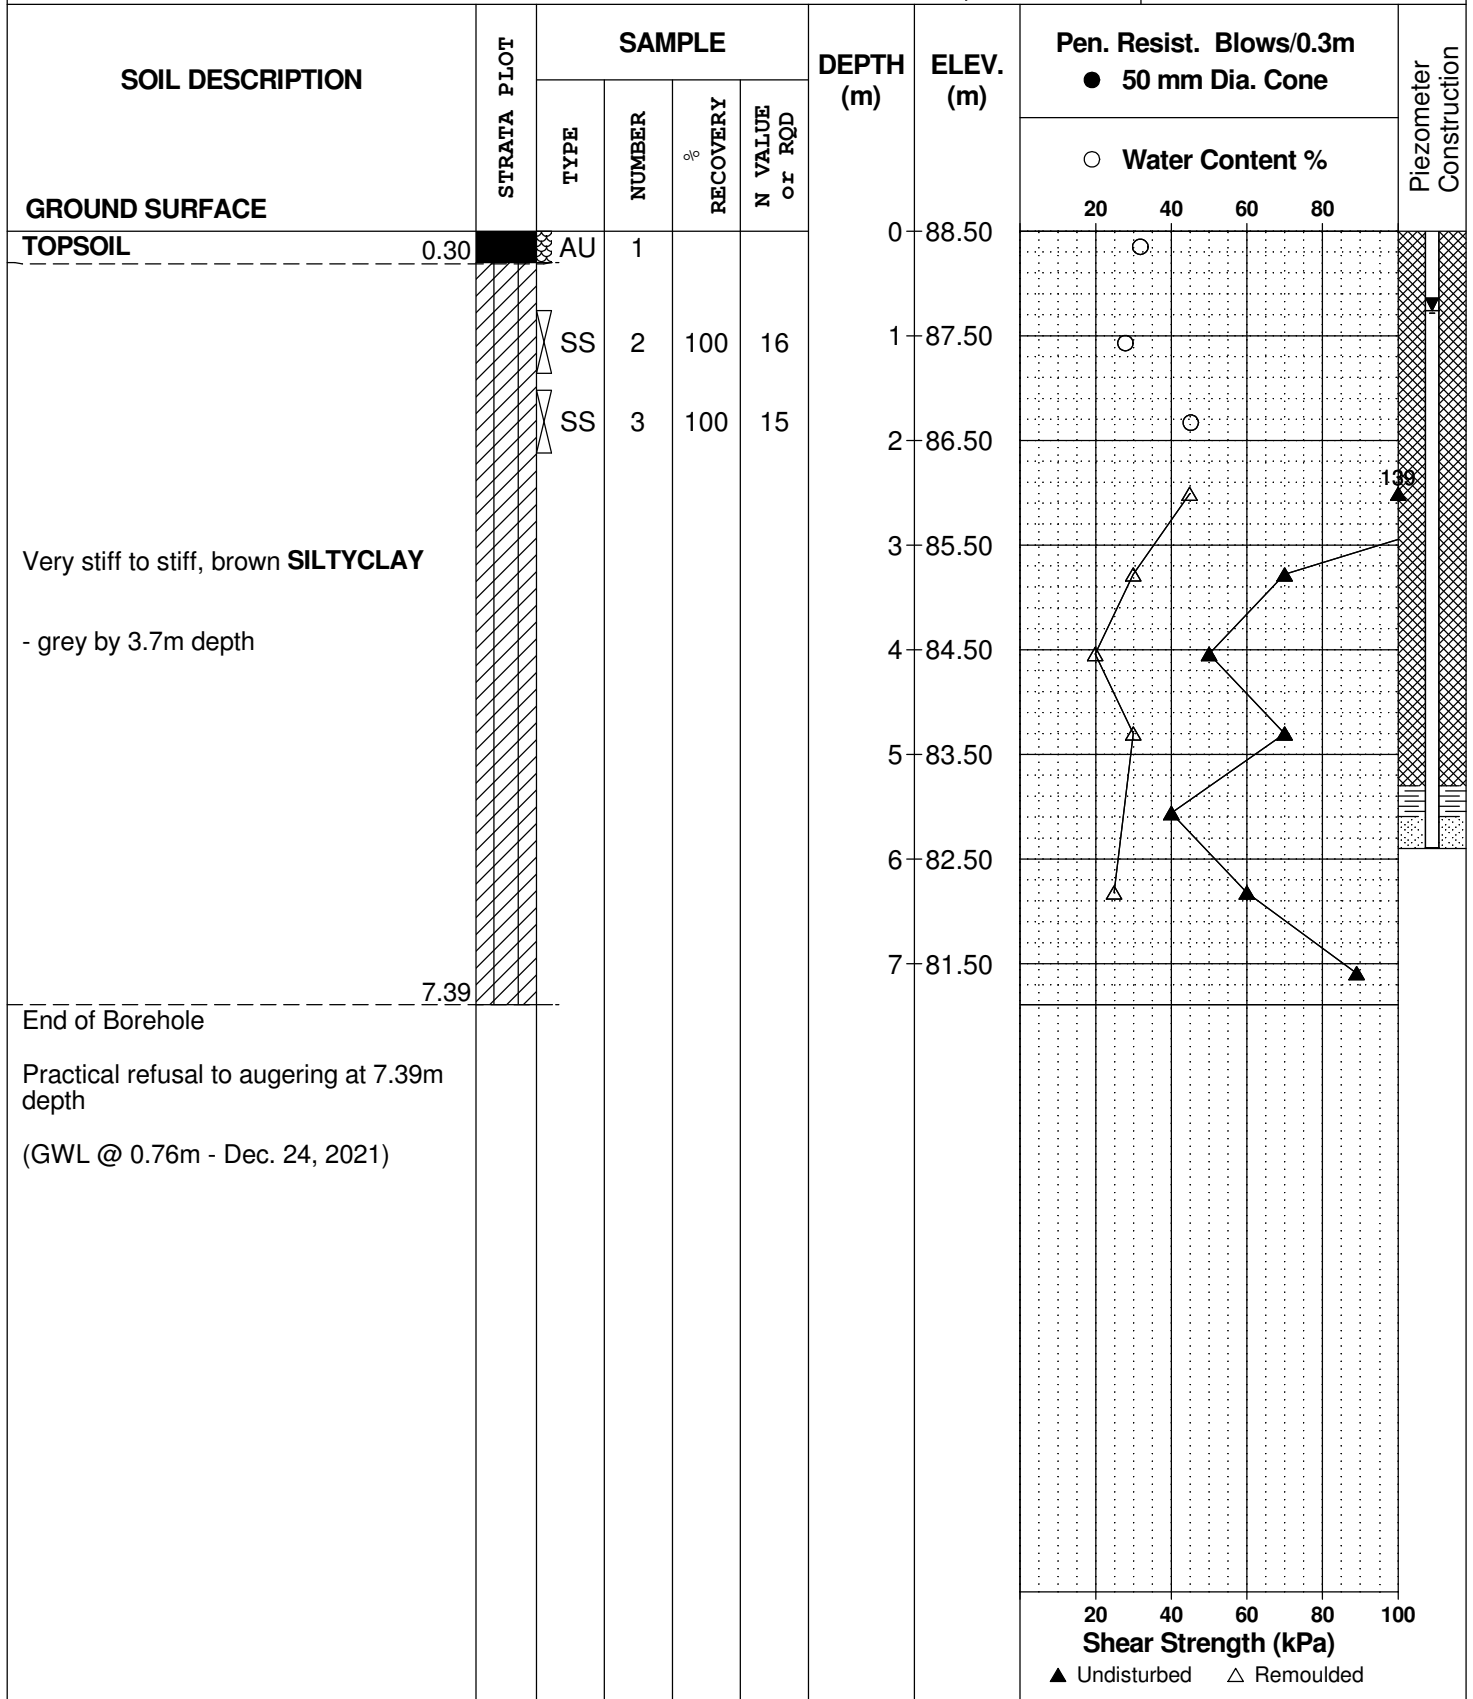 SOIL DESCRIPTION
GROUND SURFACE
STRATA PLOT
SAMPLE
TYPE
NUMBER
%
RECOVERY
N VALUE
or RQD
DEPTH
(m)
ELEV.
(m)
Pen. Resist. Blows/0.3m
● 50 mm Dia. Cone
○ Water Content %
20 40 60 80
Piezometer
Construction
TOPSOIL 0.30
AU 1
0 88.50
SS 2 100 16
1 87.50
SS 3 100 15
2 86.50
139
3 85.50
Very stiff to stiff, brown SILTYCLAY
- grey by 3.7m depth
4 84.50
5 83.50
6 82.50
7 81.50
7.39
End of Borehole
Practical refusal to augering at 7.39m
depth
(GWL @ 0.76m - Dec. 24, 2021)
20 40 60 80 100
Shear Strength (kPa)
▲ Undisturbed △ Remoulded